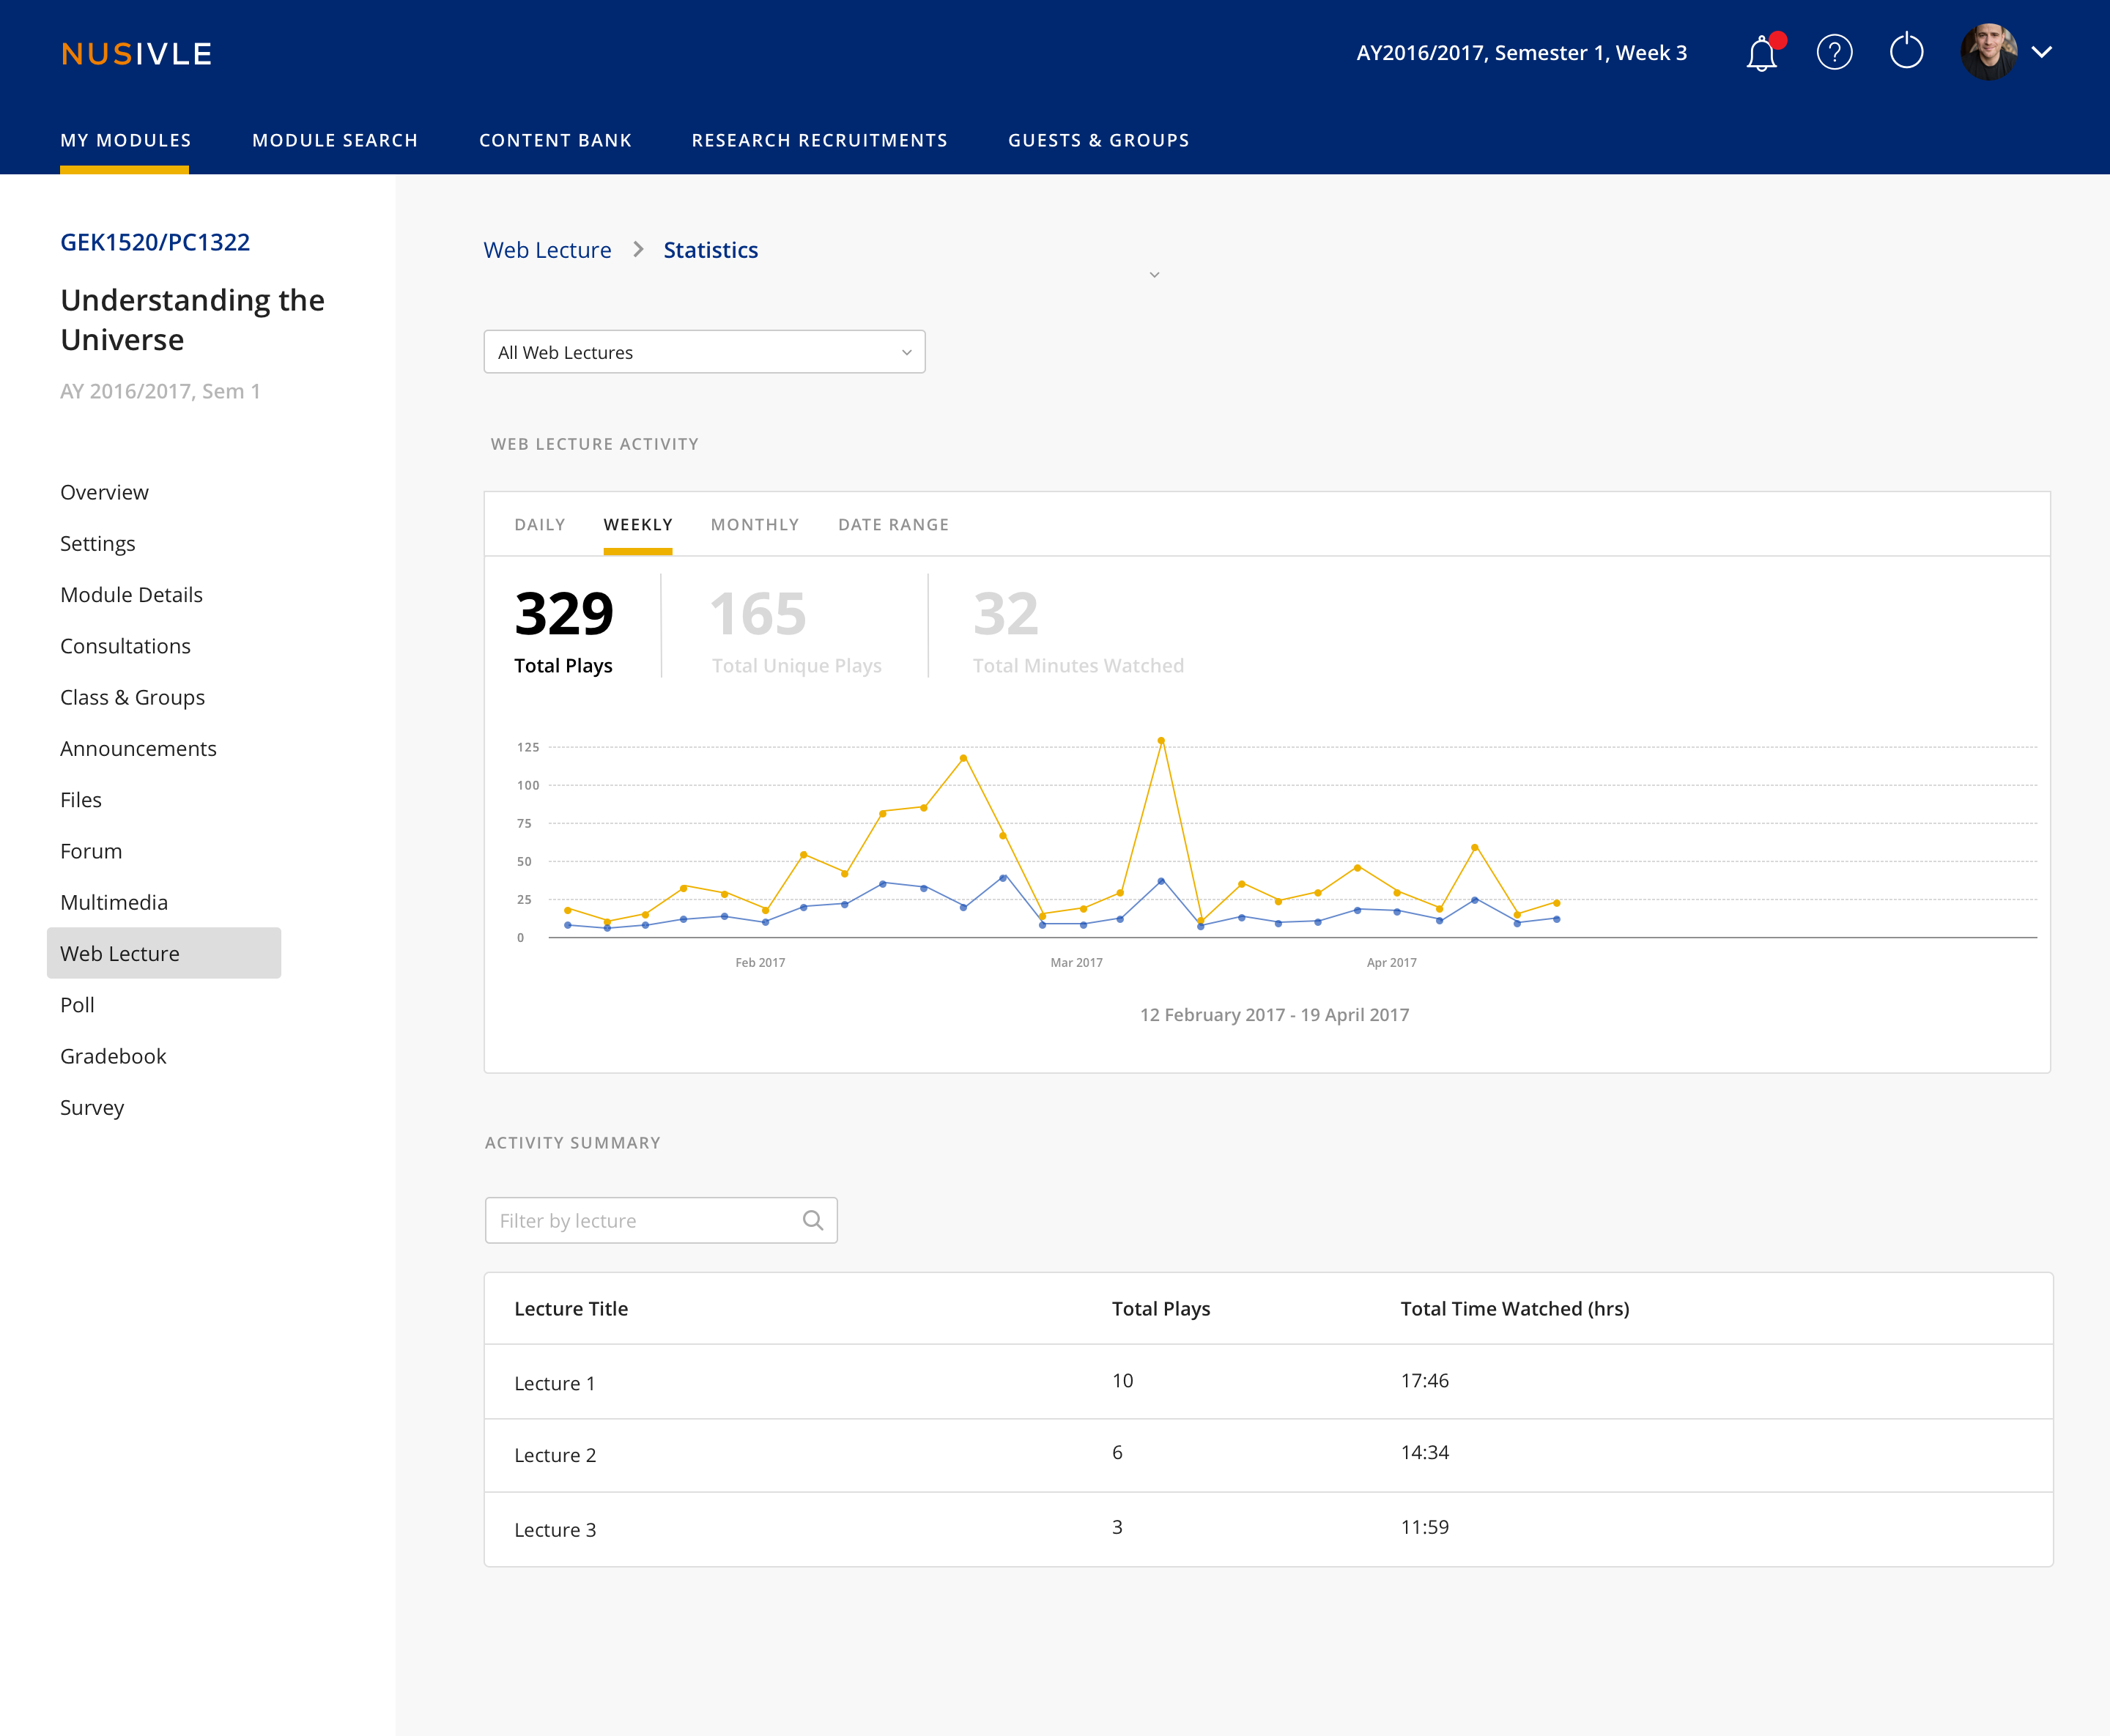 NUSIVLE
AY2016/2017, Semester 1, Week 3
MY MODULES
MODULE SEARCH
CONTENT BANK
RESEARCH RECRUITMENTS
GUESTS & GROUPS
GEK1520/PC1322
Understanding the
Universe
AY 2016/2017, Sem 1
Overview
Settings
Module Details
Consultations
Class & Groups
Announcements
Files
Forum
Multimedia
Web Lecture
Poll
Gradebook
Survey
Web Lecture > Statistics
All Web Lectures
WEB LECTURE ACTIVITY
DAILY
WEEKLY
MONTHLY
DATE RANGE
329
Total Plays
165
Total Unique Plays
32
Total Minutes Watched
125
100
75
50
25
0
Feb 2017
Mar 2017
Apr 2017
12 February 2017 - 19 April 2017
ACTIVITY SUMMARY
Filter by lecture
Lecture Title Total Plays Total Time Watched (hrs)
Lecture 1 10 17:46
Lecture 2 6 14:34
Lecture 3 3 11:59